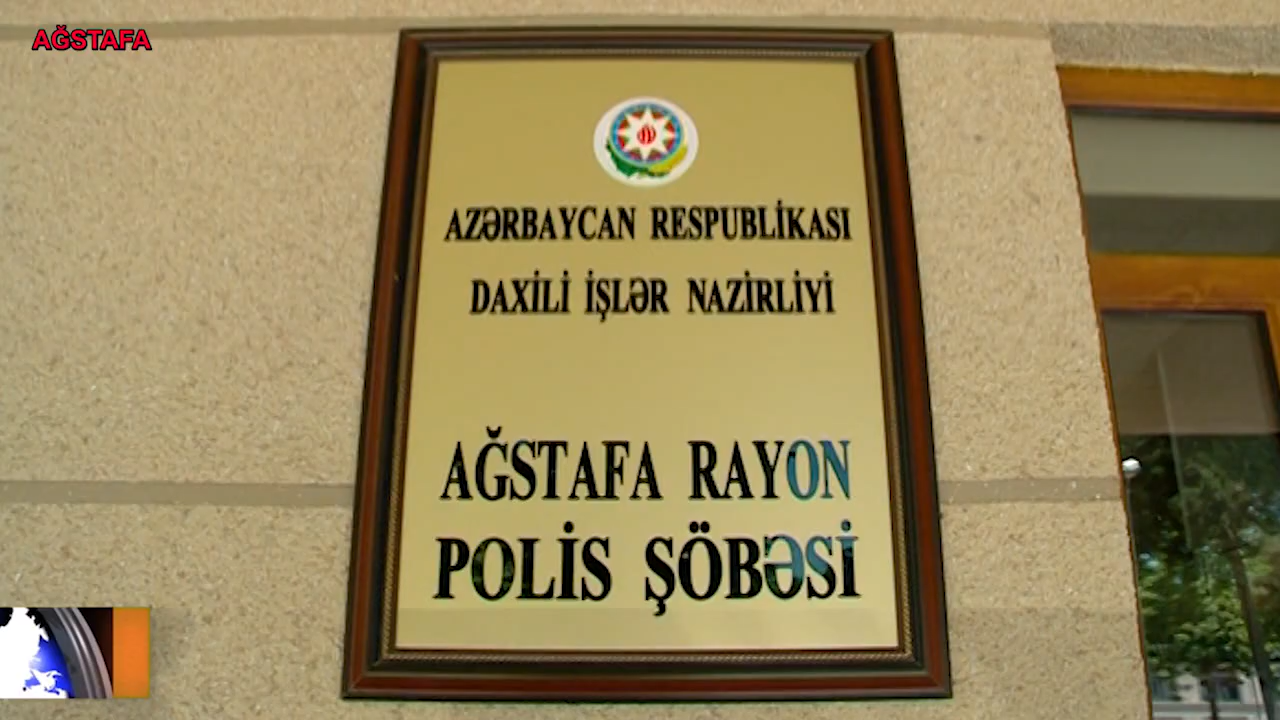 AĞSTAFA
AZƏRBAYCAN RESPUBLİKASI
DAXİLİ İŞLƏR NAZİRLİYİ
AĞSTAFA RAYON
POLİS ŞÖBƏSİ